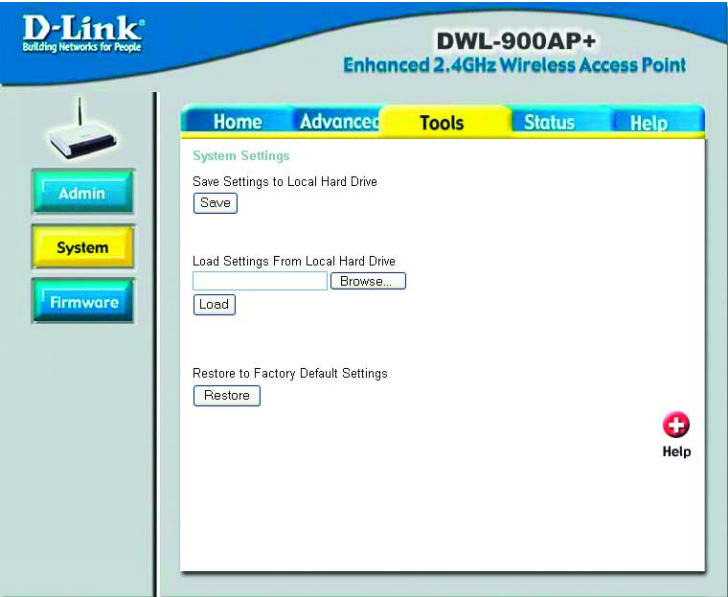 D-Link®
Building Networks for People
DWL-900AP+
Enhanced 2.4GHz Wireless Access Point
Home Advanced Tools Status Help
Admin
System
Firmware
System Settings
Save Settings to Local Hard Drive
Save
Load Settings From Local Hard Drive
Browse...
Load
Restore to Factory Default Settings
Restore
Help